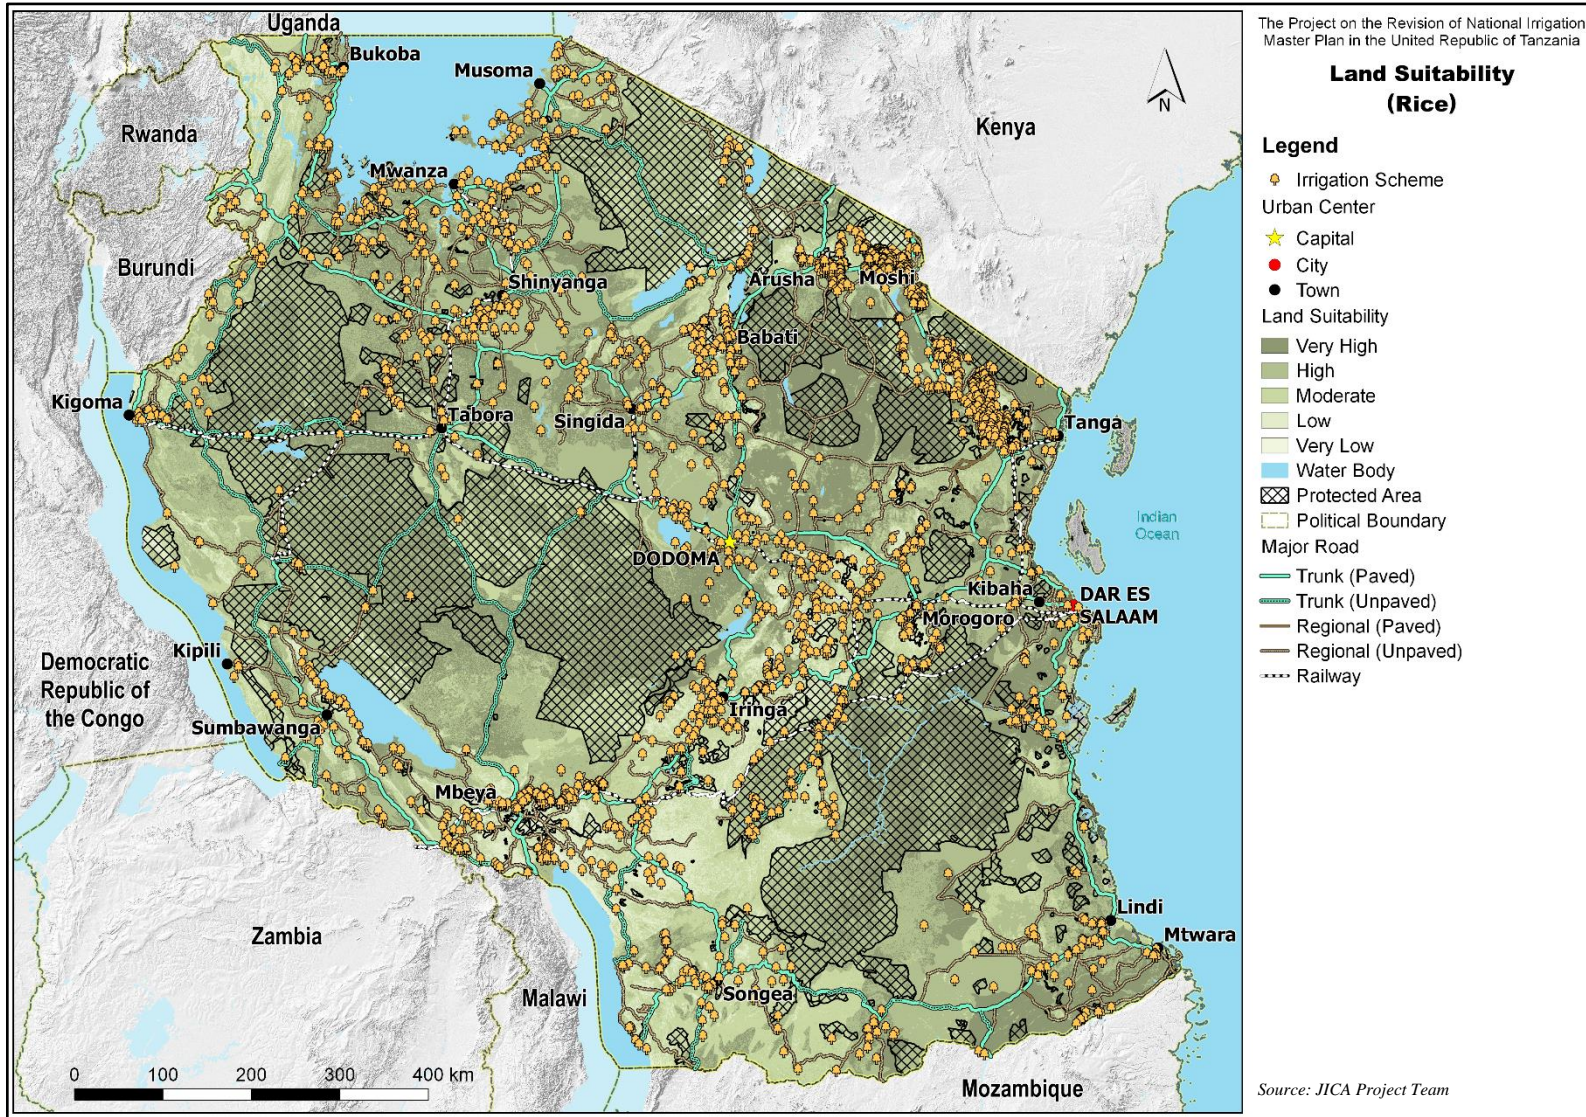 The Project on the Revision of National Irrigation
Master Plan in the United Republic of Tanzania
Land Suitability
(Rice)
Legend
Irrigation Scheme
Urban Center
Capital
City
Town
Land Suitability
Very High
High
Moderate
Low
Very Low
Water Body
Protected Area
Political Boundary
Major Road
Trunk (Paved)
Trunk (Unpaved)
Regional (Paved)
Regional (Unpaved)
Railway
Source: JICA Project Team
Uganda
Bukoba
Musoma
N
Rwanda
Kenya
Mwanza
Burundi
Shinyanga
Arusha
Moshi
Babati
Kigoma
Tabora
Singida
Tanga
Indian
Ocean
DODOMA
Kibaha
DAR ES
SALAAM
Morogoro
Democratic
Republic of
the Congo
Kipili
Iringa
Sumbawanga
Mbeya
Lindi
Mtwara
Zambia
Malawi
Songea
Mozambique
0 100 200 300 400 km